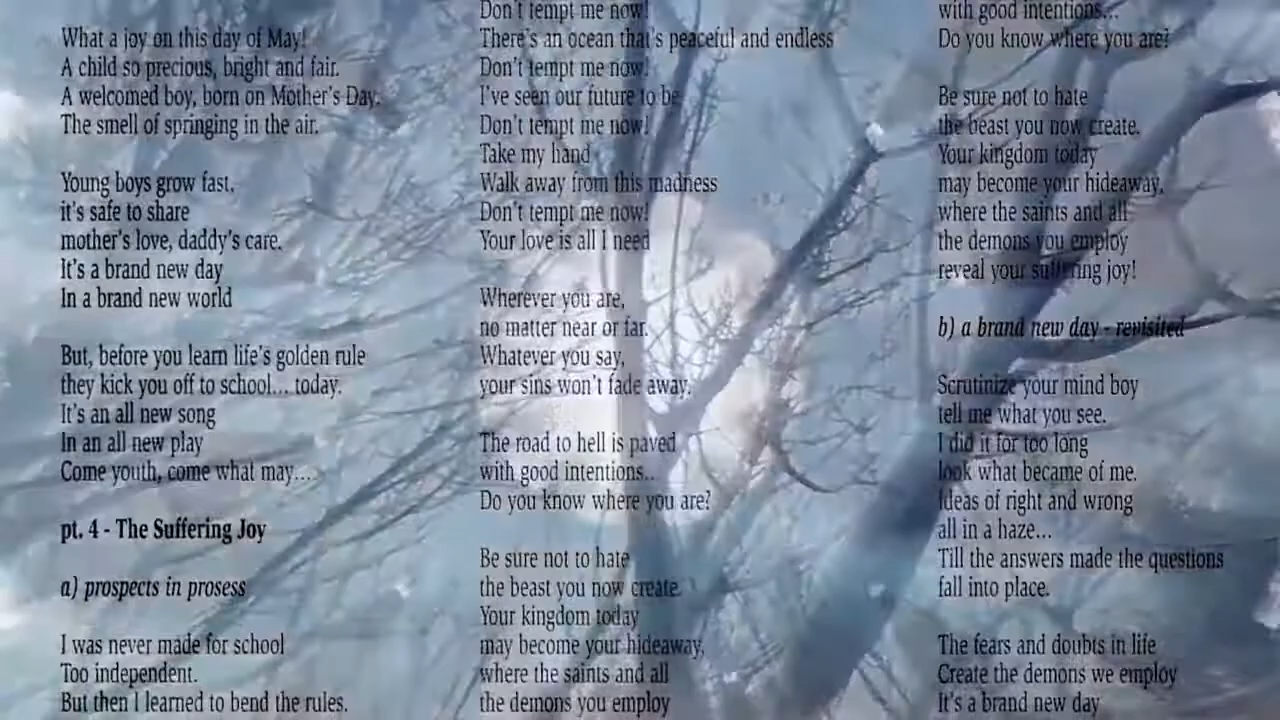 What a joy on this day of May!
A child so precious, bright and fair.
A welcomed boy, born on Mother's Day.
The smell of springing in the air.
Young boys grow fast,
it's safe to share
mother's love, daddy's care.
It's a brand new day
In a brand new world
But, before you learn life's golden rule
they kick you off to school... today.
It's an all new song
In an all new play
Come youth, come what may...
pt. 4 - The Suffering Joy
a) prospects in prosess
I was never made for school
Too independent.
But then I learned to bend the rules.
Don't tempt me now!
There's an ocean that's peaceful and endless
Don't tempt me now!
I've seen our future to be
Don't tempt me now!
Take my hand
Walk away from this madness
Don't tempt me now!
Your love is all I need
Wherever you are,
no matter near or far.
Whatever you say,
your sins won't fade away.
The road to hell is paved
with good intentions...
Do you know where you are?
Be sure not to hate
the beast you now create.
Your kingdom today
may become your hideaway,
where the saints and all
the demons you employ
with good intentions...
Do you know where you are?
Be sure not to hate
the beast you now create.
Your kingdom today
may become your hideaway,
where the saints and all
the demons you employ
reveal your suffering joy!
b) a brand new day - revisited
Scrutinize your mind boy
tell me what you see.
I did it for too long
look what became of me.
Ideas of right and wrong
all in a haze...
Till the answers made the questions
fall into place.
The fears and doubts in life
Create the demons we employ
It's a brand new day